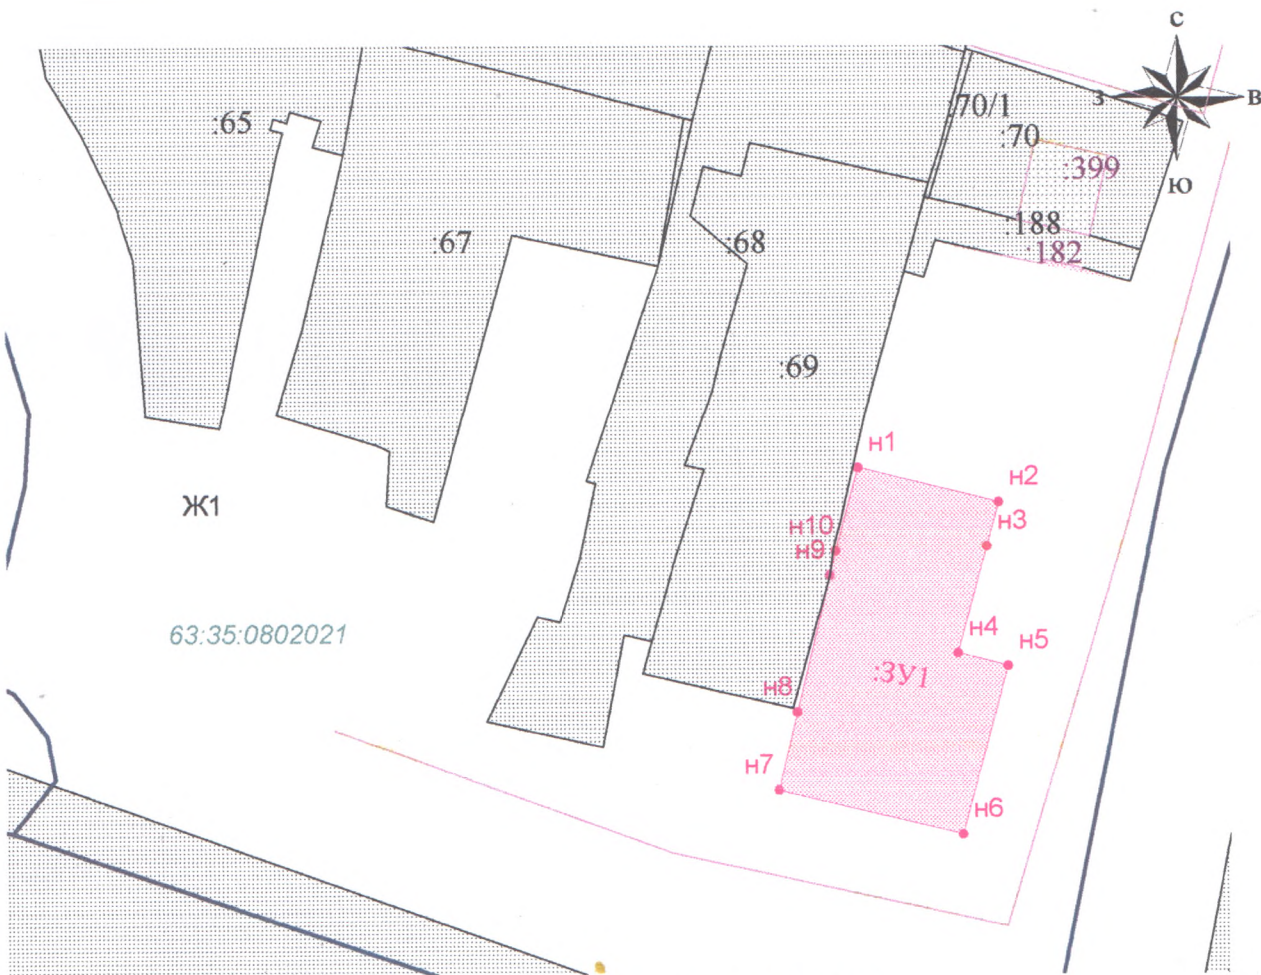 С
:70/1
З
В
:65
:70
:399
Ю
:188
:67
:68
:182
:69
н1
н2
Ж1
н10
н3
н9
63:35:0802021
н4
н5
:ЗУ1
н8
н7
н6